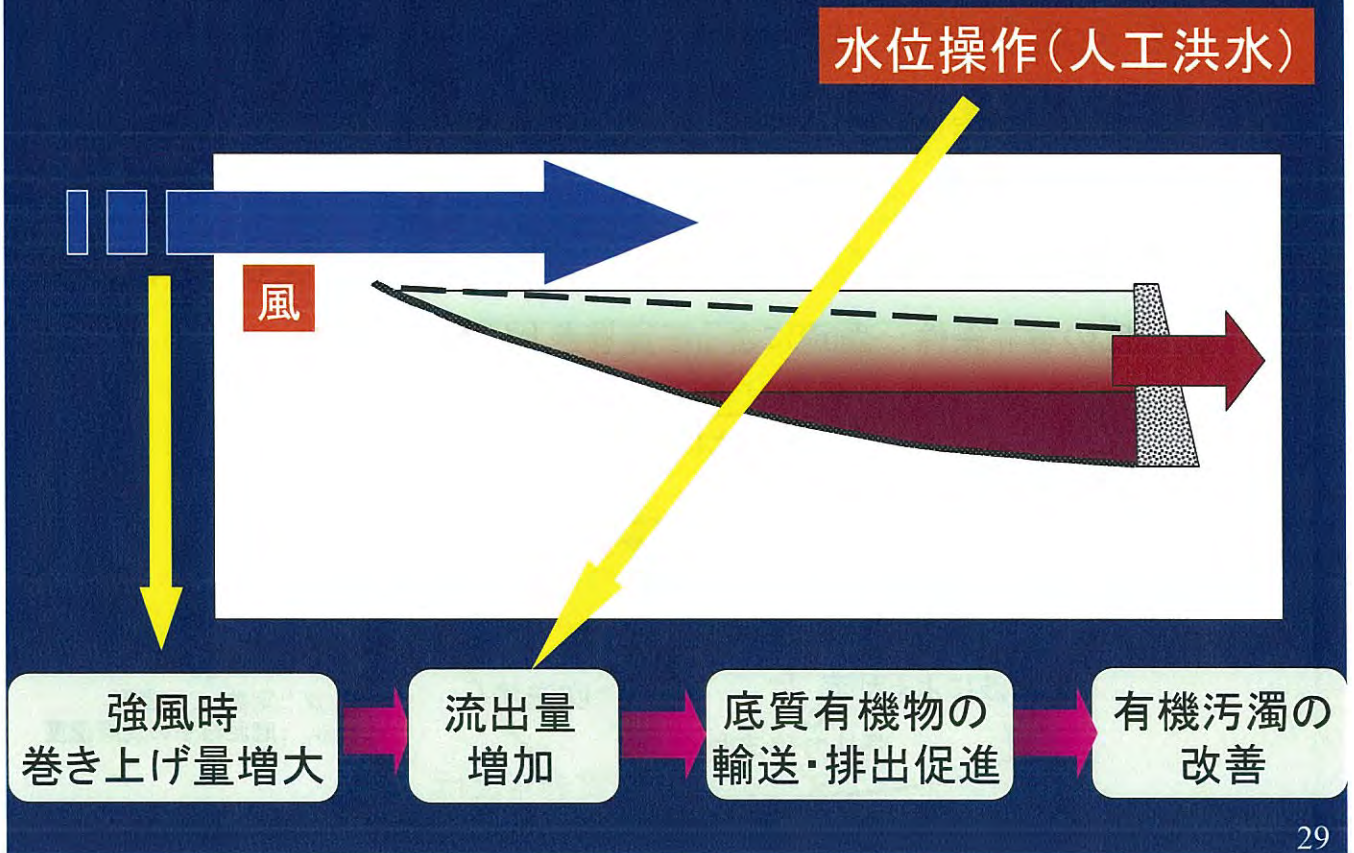 水位操作(人工洪水)
風
強風時
巻き上げ量増大
流出量
増加
底質有機物の
輸送・排出促進
有機汚濁の
改善
29